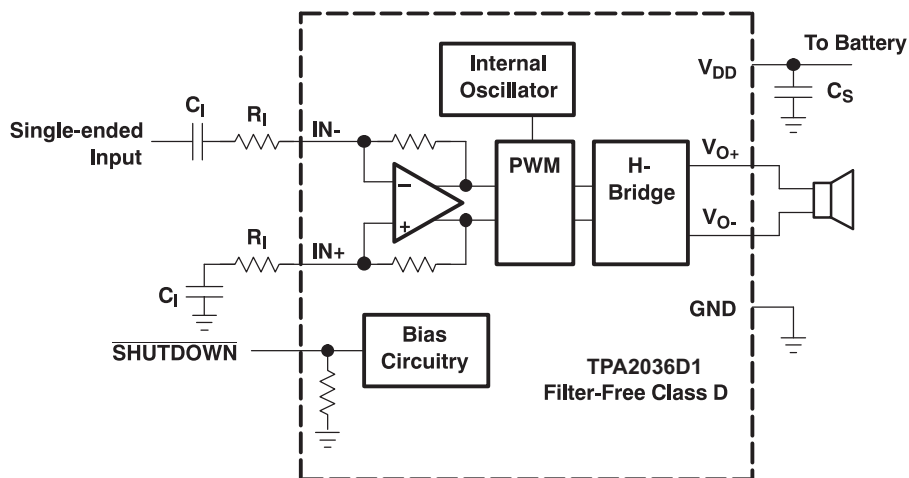 To Battery
Internal
Oscillator
V_DD
C_S
C_I
R_I
IN-
Single-ended
Input
PWM
H-
Bridge
V_O+
V_O-
−
+
R_I
IN+
C_I
GND
SHUTDOWN
Bias
Circuitry
TPA2036D1
Filter-Free Class D